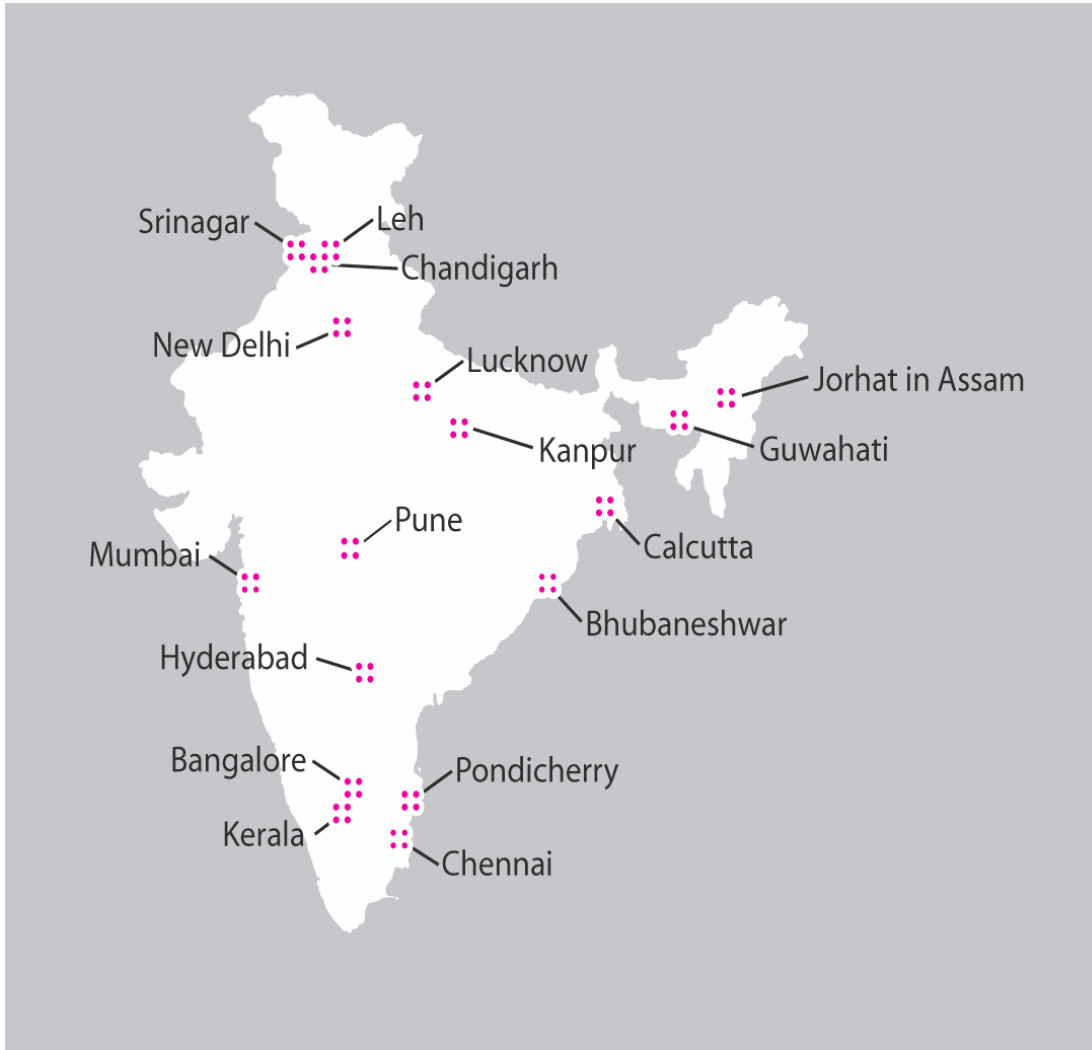 Srinagar
Leh
Chandigarh
New Delhi
Lucknow
Jorhat in Assam
Kanpur
Guwahati
Pune
Calcutta
Mumbai
Bhubaneshwar
Hyderabad
Bangalore
Pondicherry
Kerala
Chennai